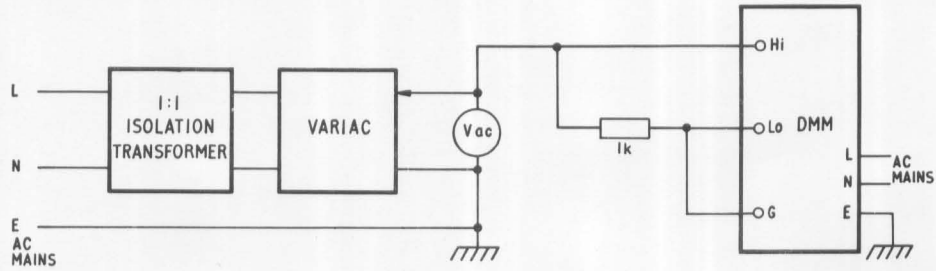 L
N
E
AC
MAINS
1:1
ISOLATION
TRANSFORMER
VARIAC
Vac
1k
Hi
Lo
G
DMM
L
N
E
AC
MAINS